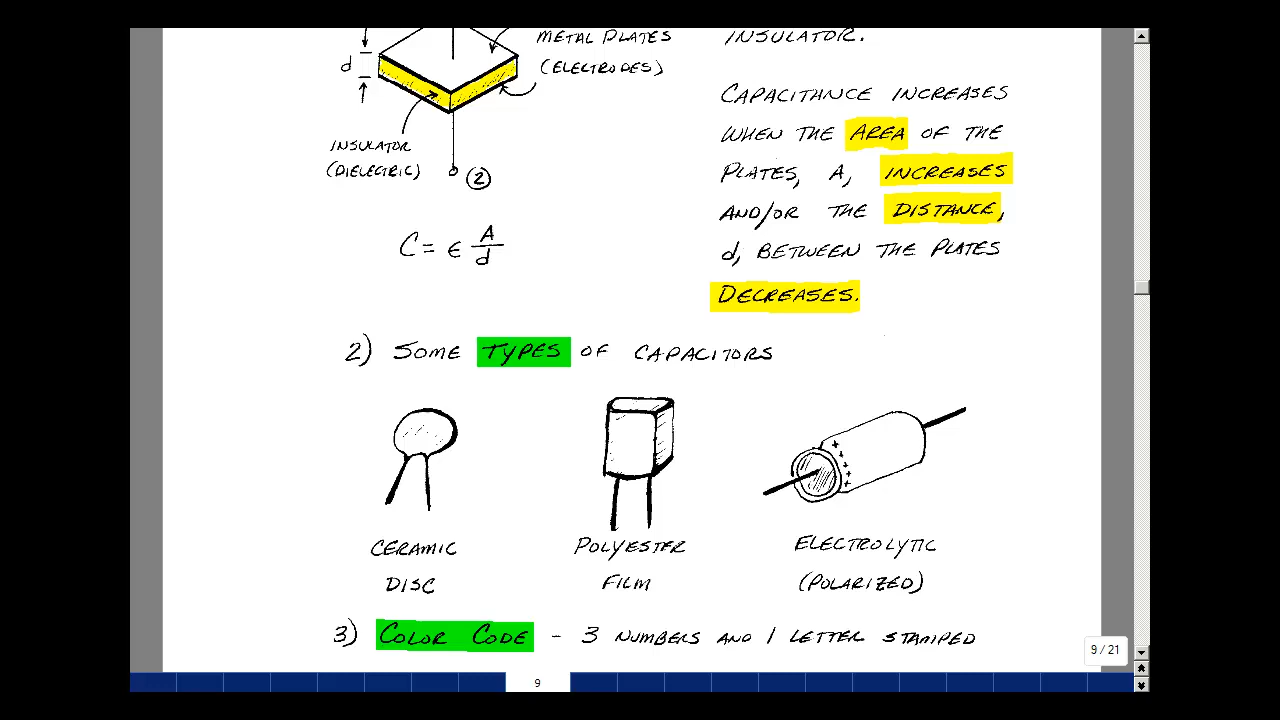 METAL PLATES
(ELECTRODES)
d
INSULATOR
(DIELECTRIC)
2
C = ϵ A/d
INSULATOR.
CAPACITANCE INCREASES
WHEN THE AREA OF THE
PLATES, A, INCREASES
AND/OR THE DISTANCE,
d, BETWEEN THE PLATES
DECREASES.
2) SOME TYPES OF CAPACITORS
+ + + + +
CERAMIC
DISC
POLYESTER
FILM
ELECTROLYTIC
(POLARIZED)
3) COLOR CODE - 3 NUMBERS AND 1 LETTER STAMPED
9 / 21
9